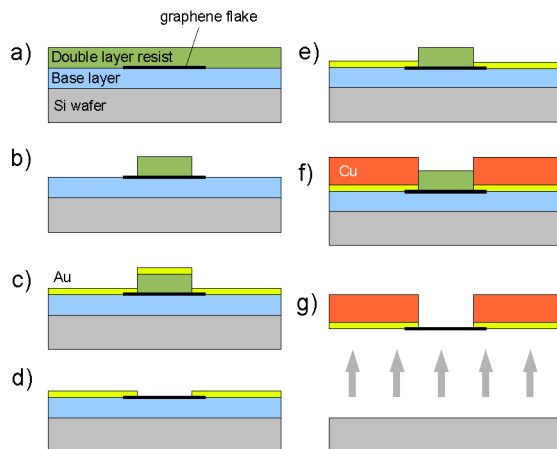 graphene flake
a)
Double layer resist
Base layer
Si wafer
b)
c)
Au
d)
e)
f)
Cu
g)